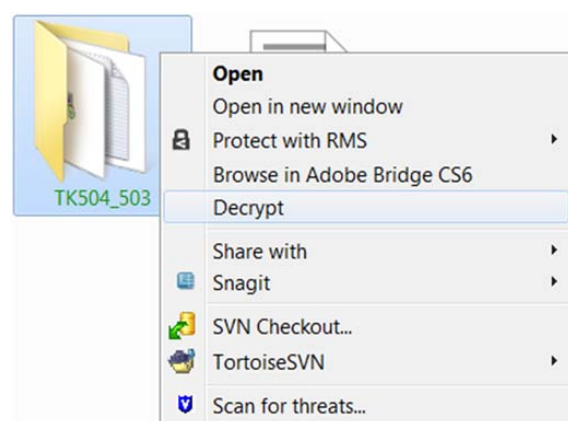 Open
Open in new window
Protect with RMS
Browse in Adobe Bridge CS6
TK504_503
Decrypt
Share with
Snagit
SVN Checkout...
TortoiseSVN
Scan for threats...